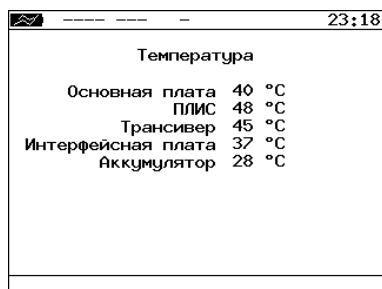 ---- --- - 23:18
Температура
Основная плата 40 °C
ПЛИС 48 °C
Трансивер 45 °C
Интерфейсная плата 37 °C
Аккумулятор 28 °C